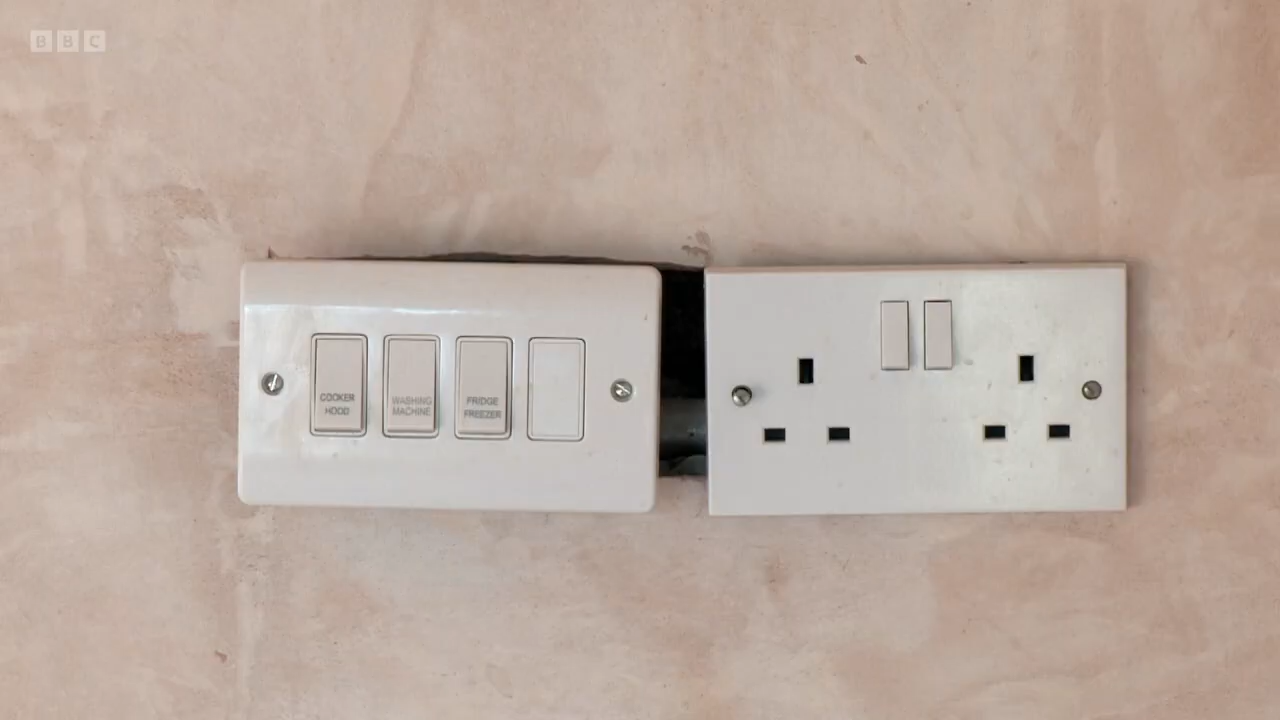 BBC
COOKER
HOOD
WASHING
MACHINE
FRIDGE
FREEZER